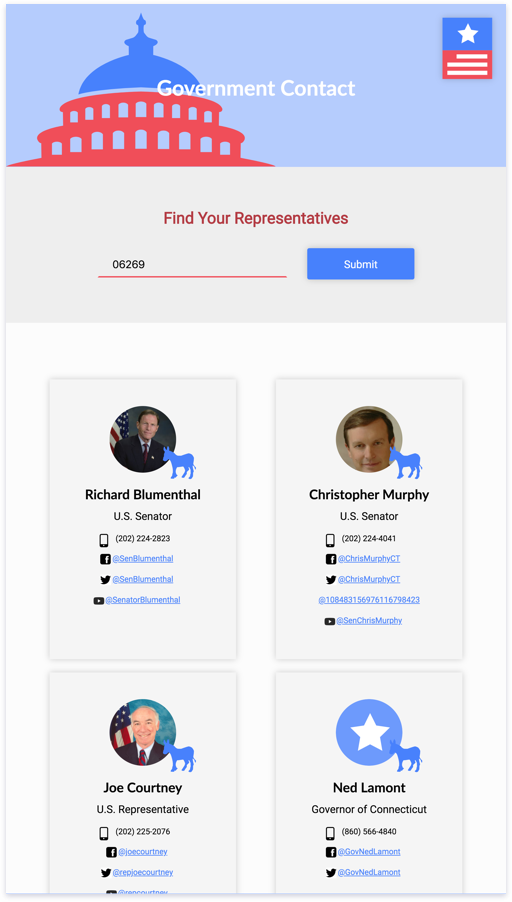 Government Contact
Find Your Representatives
06269
Submit
Richard Blumenthal
U.S. Senator
(202) 224-2823
@SenBlumenthal
@SenBlumenthal
@SenatorBlumenthal
Christopher Murphy
U.S. Senator
(202) 224-4041
@ChrisMurphyCT
@ChrisMurphyCT
@108483156976116798423
@SenChrisMurphy
Joe Courtney
U.S. Representative
(202) 225-2076
@joecourtney
@repjoecourtney
@repcourtney
Ned Lamont
Governor of Connecticut
(860) 566-4840
@GovNedLamont
@GovNedLamont